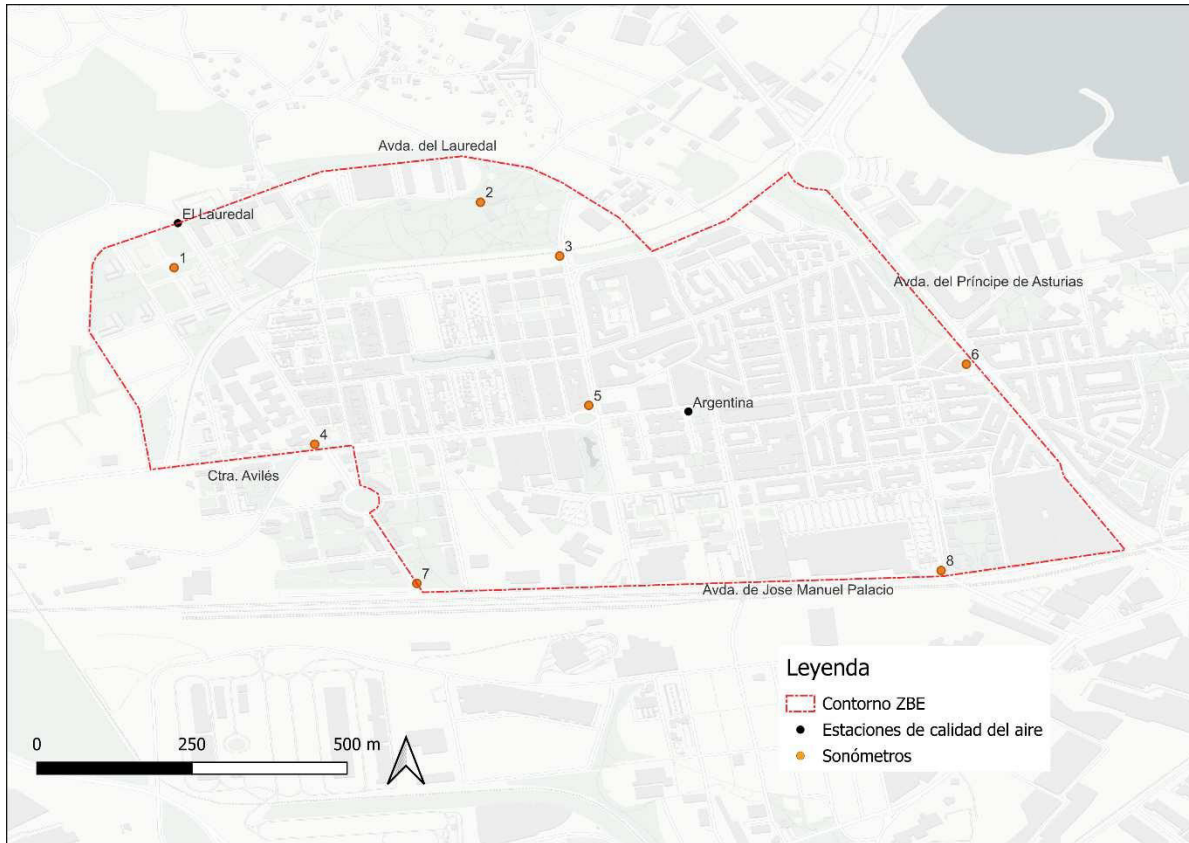 Avda. del Lauredal
2
El Lauredal
3
1
Avda. del Príncipe de Asturias
6
5
Argentina
4
Ctra. Avilés
7
8
Avda. de Jose Manuel Palacio
Leyenda
Contorno ZBE
Estaciones de calidad del aire
Sonómetros
0 250 500 m